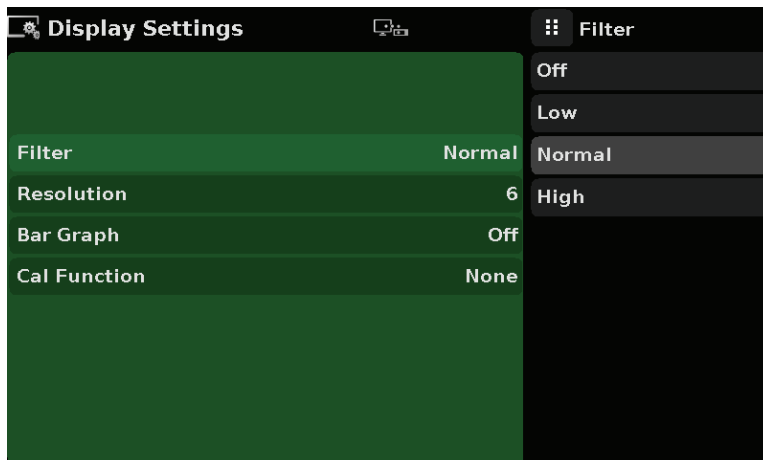 Display Settings
Filter Normal
Resolution 6
Bar Graph Off
Cal Function None
Filter
Off
Low
Normal
High